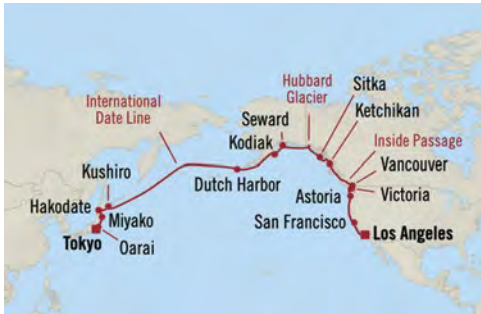 Hubbard
Glacier
Sitka
International
Date Line
Seward
Ketchikan
Kodiak
Inside Passage
Kushiro
Vancouver
Dutch Harbor
Victoria
Hakodate
Astoria
Miyako
San Francisco
Tokyo
Oarai
Los Angeles